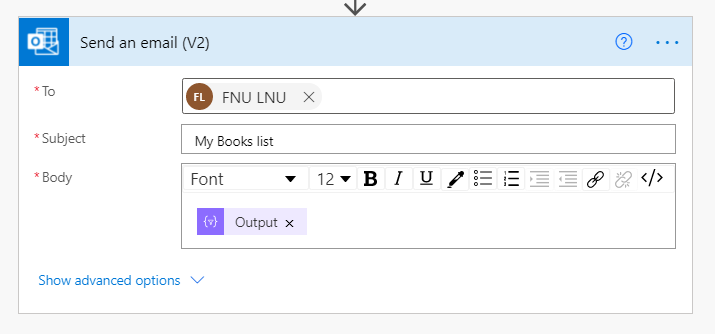 Send an email (V2)
* To
FL FNU LNU
* Subject
My Books list
* Body
Font 12 B I U </>
{v} Output
Show advanced options